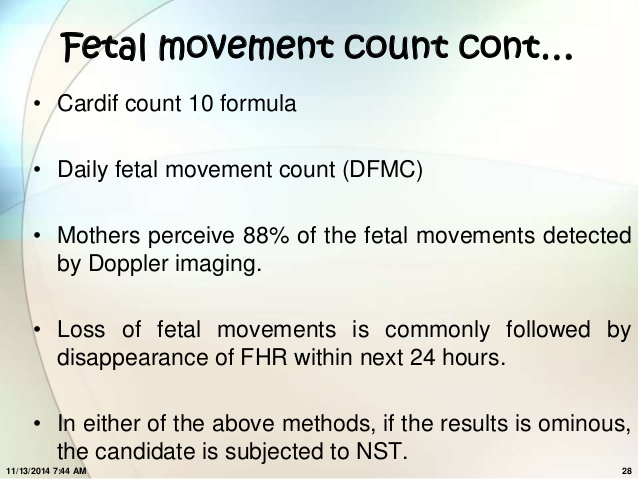 Fetal movement count cont...
• Cardif count 10 formula
• Daily fetal movement count (DFMC)
• Mothers perceive 88% of the fetal movements detected
by Doppler imaging.
• Loss of fetal movements is commonly followed by
disappearance of FHR within next 24 hours.
• In either of the above methods, if the results is ominous,
the candidate is subjected to NST.
11/13/2014 7:44 AM 28